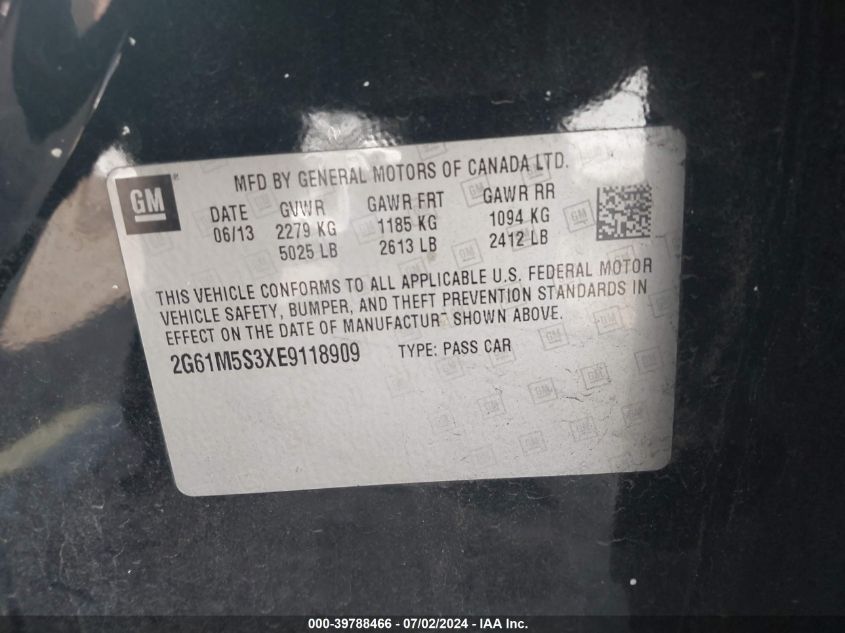 GM
MFD BY GENERAL MOTORS OF CANADA LTD.
DATE GVWR GAWR FRT GAWR RR
06/13 2279 KG 1185 KG 1094 KG
5025 LB 2613 LB 2412 LB
THIS VEHICLE CONFORMS TO ALL APPLICABLE U.S. FEDERAL MOTOR
VEHICLE SAFETY, BUMPER, AND THEFT PREVENTION STANDARDS IN
EFFECT ON THE DATE OF MANUFACTUR SHOWN ABOVE.
2G61M5S3XE9118909 TYPE: PASS CAR
000-39788466 - 07/02/2024 - IAA Inc.